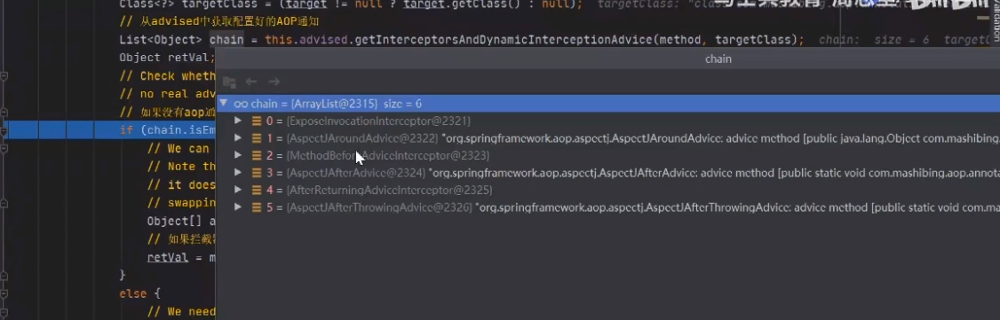 Class<?> targetClass = (target != null ? target.getClass() : null); targetClass: "class
// 从advised中获取配置好的AOP通知
List<Object> chain = this.advised.getInterceptorsAndDynamicInterceptionAdvice(method, targetClass); chain: size = 6 targetC
Object retVal;
chain
// Check wheth
// no real adv
// 如果没有aop通
if (chain.isEm
// We can
// Note th
// it does
// swappin
Object[] a
// 如果拦截
retVal = m
}
else {
// We need
chain = {ArrayList@2315} size = 6
0 = {ExposeInvocationInterceptor@2321}
1 = {AspectJAroundAdvice@2322} "org.springframework.aop.aspectj.AspectJAroundAdvice: advice method [public java.lang.Object com.mashibing.
2 = {MethodBeforeAdviceInterceptor@2323}
3 = {AspectJAfterAdvice@2324} "org.springframework.aop.aspectj.AspectJAfterAdvice: advice method [public static void com.mashibing.aop.annota
4 = {AfterReturningAdviceInterceptor@2325}
5 = {AspectJAfterThrowingAdvice@2326} "org.springframework.aop.aspectj.AspectJAfterThrowingAdvice: advice method [public static void com.ma